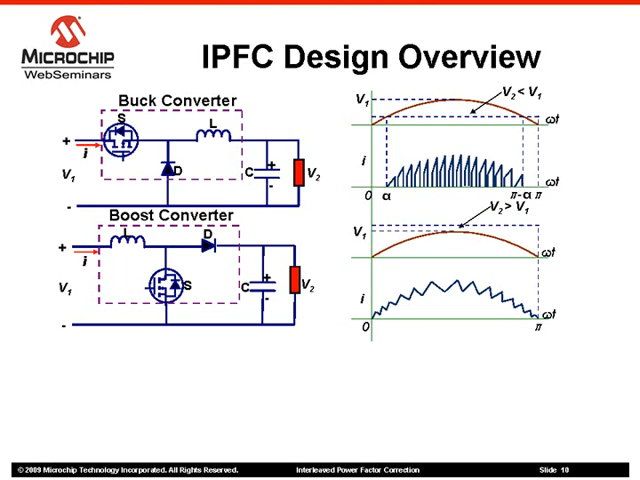 MICROCHIP
WebSeminars
IPFC Design Overview
Buck Converter
S
L
+
i
V1
D
C
+
-
V2
-
Boost Converter
L
D
+
i
V1
S
C
+
-
V2
-
V1
V2 < V1
ωt
i
0
α
π-α
π
ωt
V2 > V1
V1
ωt
i
0
π
ωt
© 2009 Microchip Technology Incorporated. All Rights Reserved.
Interleaved Power Factor Correction
Slide 10